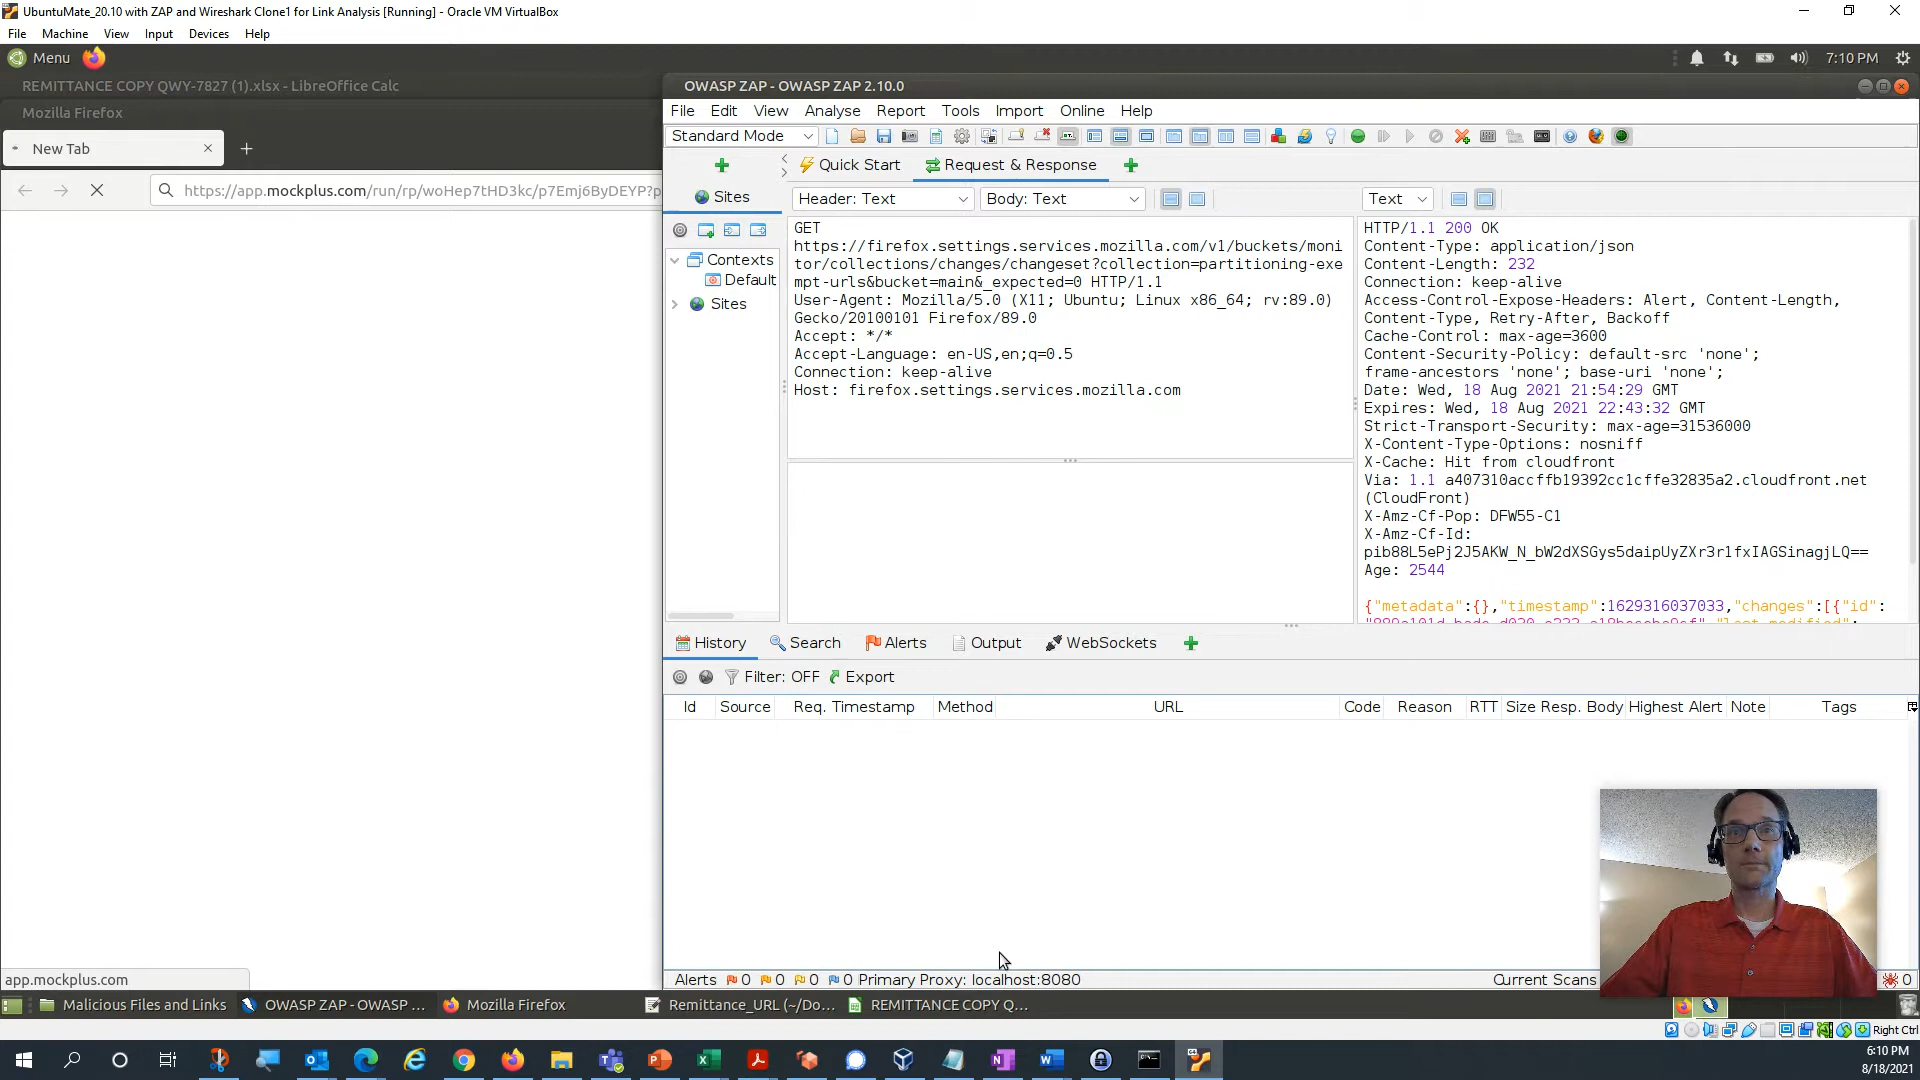 UbuntuMate_20.10 with ZAP and Wireshark Clone1 for Link Analysis [Running] - Oracle VM VirtualBox
File Machine View Input Devices Help
Menu 7:10 PM
REMITTANCE COPY QWY-7827 (1).xlsx - LibreOffice Calc
OWASP ZAP - OWASP ZAP 2.10.0
Mozilla Firefox
File Edit View Analyse Report Tools Import Online Help
Standard Mode
New Tab
Quick Start Request & Response
https://app.mockplus.com/run/rp/woHep7tHD3kc/p7Emj6ByDEYP?p
Sites
Header: Text Body: Text Text
Contexts
Default
Sites
GET
https://firefox.settings.services.mozilla.com/v1/buckets/moni
tor/collections/changes/changeset?collection=partitioning-exe
mpt-urls&bucket=main&_expected=0 HTTP/1.1
User-Agent: Mozilla/5.0 (X11; Ubuntu; Linux x86_64; rv:89.0)
Gecko/20100101 Firefox/89.0
Accept: */*
Accept-Language: en-US,en;q=0.5
Connection: keep-alive
Host: firefox.settings.services.mozilla.com
HTTP/1.1 200 OK
Content-Type: application/json
Content-Length: 232
Connection: keep-alive
Access-Control-Expose-Headers: Alert, Content-Length,
Content-Type, Retry-After, Backoff
Cache-Control: max-age=3600
Content-Security-Policy: default-src 'none';
frame-ancestors 'none'; base-uri 'none';
Date: Wed, 18 Aug 2021 21:54:29 GMT
Expires: Wed, 18 Aug 2021 22:43:32 GMT
Strict-Transport-Security: max-age=31536000
X-Content-Type-Options: nosniff
X-Cache: Hit from cloudfront
Via: 1.1 a407310accffb19392cc1cffe32835a2.cloudfront.net
(CloudFront)
X-Amz-Cf-Pop: DFW55-C1
X-Amz-Cf-Id:
pib88L5ePj2J5AKW_N_bW2dXSGys5daipUyZXr3r1fxIAGSinagjLQ==
Age: 2544
{"metadata":{},"timestamp":1629316037033,"changes":[{"id":
History Search Alerts Output WebSockets
Filter: OFF Export
Id Source Req. Timestamp Method URL Code Reason RTT Size Resp. Body Highest Alert Note Tags
app.mockplus.com
Alerts 0 0 0 0 Primary Proxy: localhost:8080 Current Scans 0
Malicious Files and Links OWASP ZAP - OWASP ... Mozilla Firefox Remittance_URL (~/Do... REMITTANCE COPY Q...
Right Ctrl
6:10 PM
8/18/2021